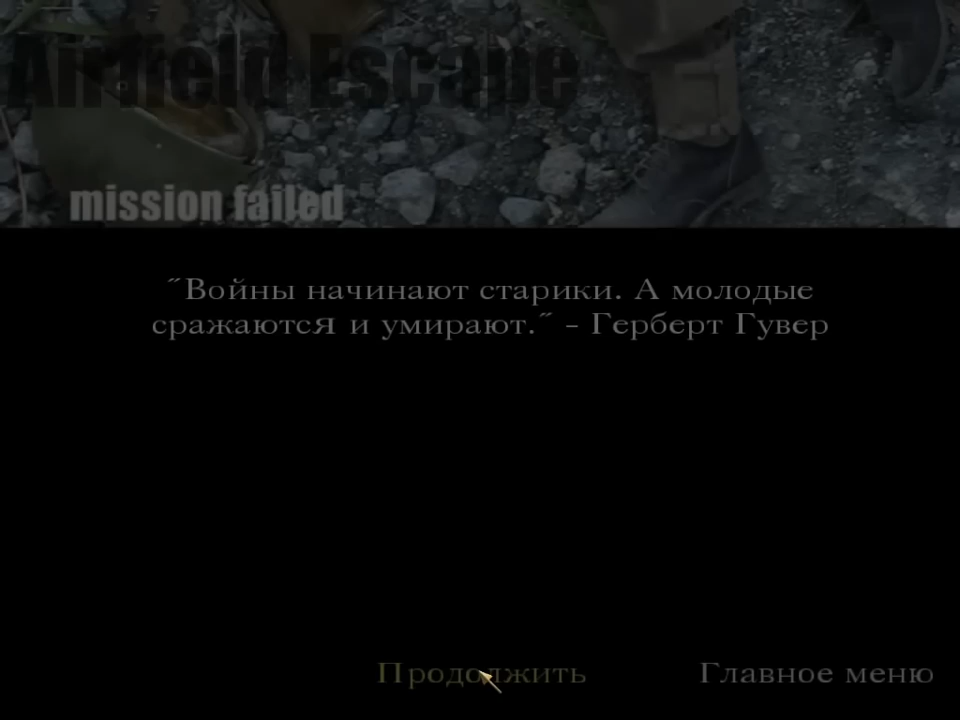 Airfield Escape
mission failed
˝Войны начинают старики. А молодые
сражаются и умирают.˝ - Герберт Гувер
Продолжить Главное меню